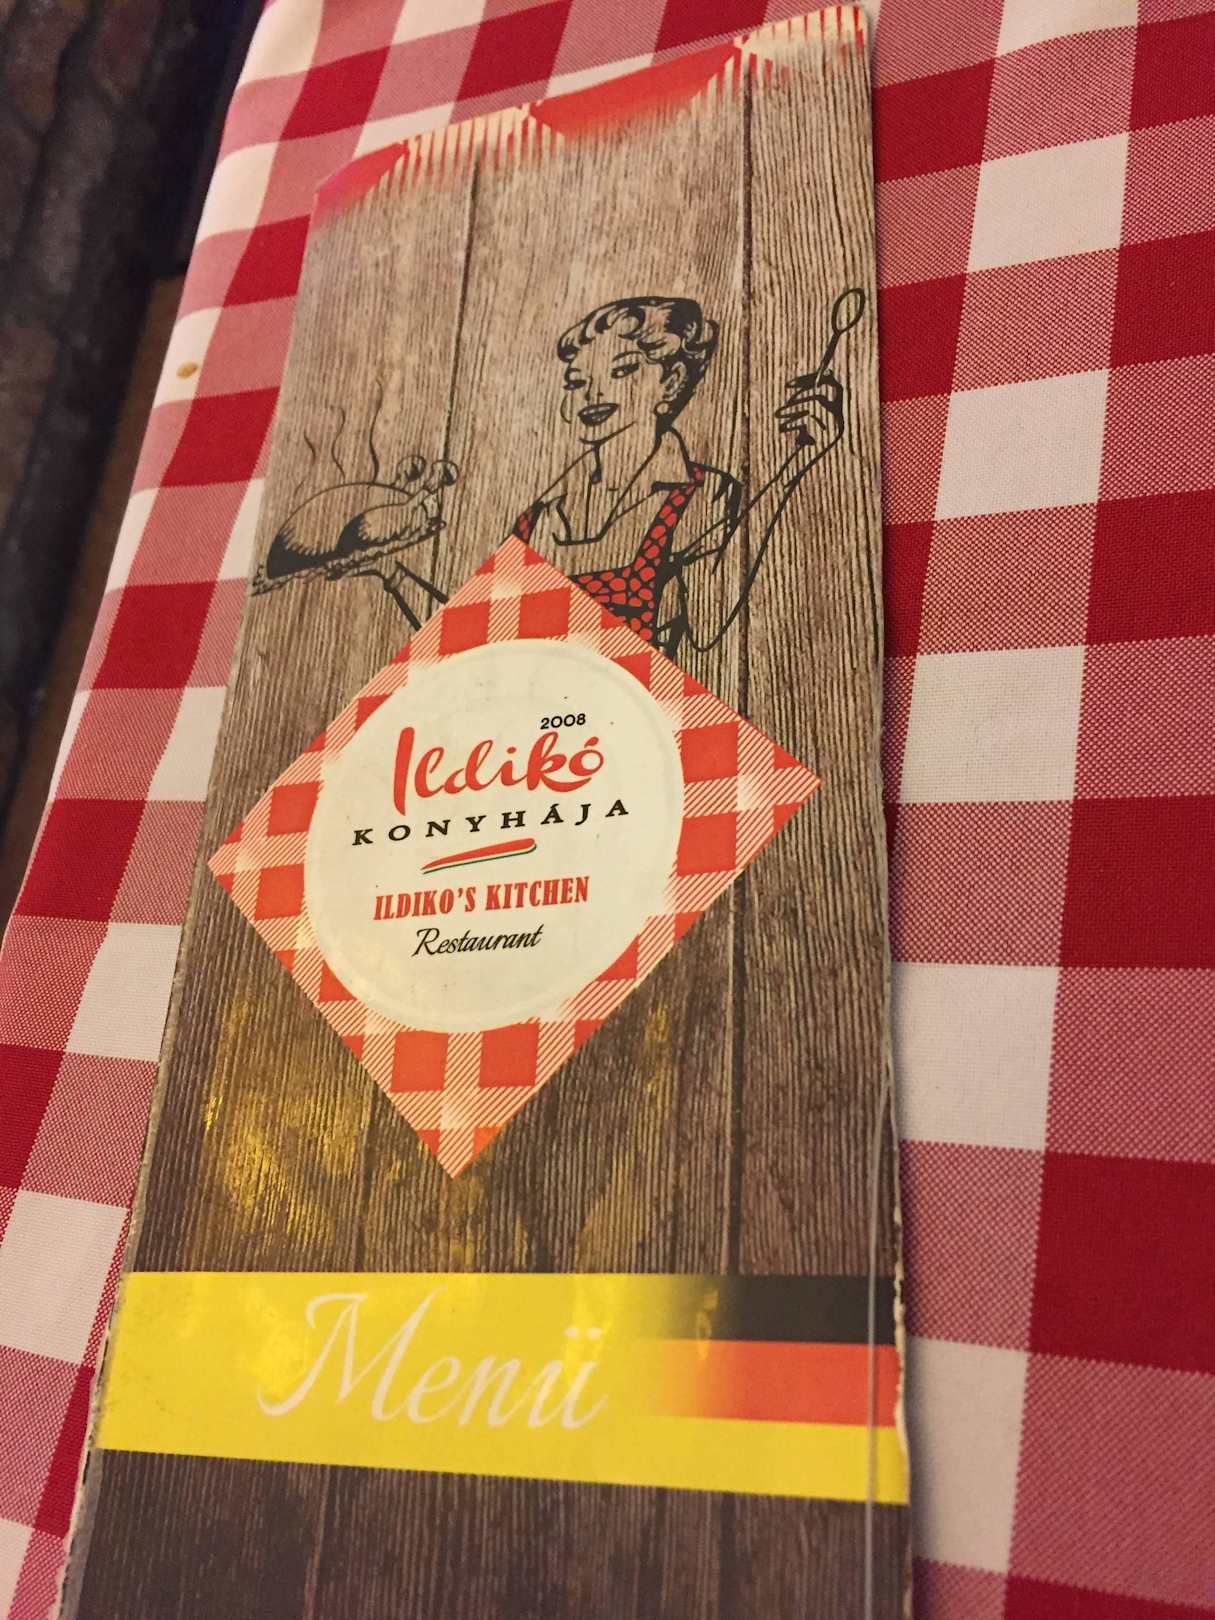 2008
Ildikó
KONYHÁJA
ILDIKO'S KITCHEN
Restaurant
Menü